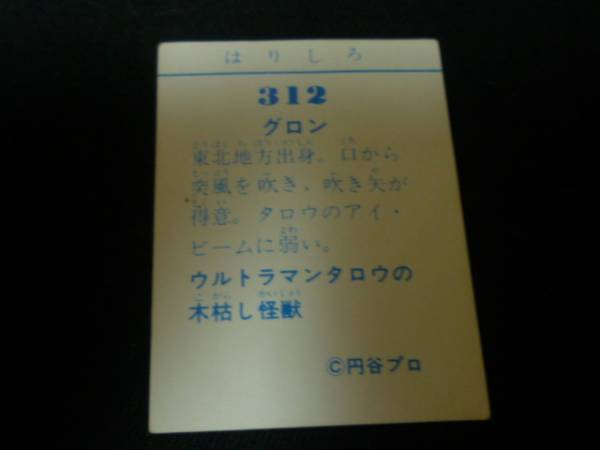 はりしろ
312
グロン
東北地方出身。口から
突風を吹き、吹き矢が
得意。タロウのアイ・
ビームに弱い。
ウルトラマンタロウの
木枯し怪獣
©円谷プロ